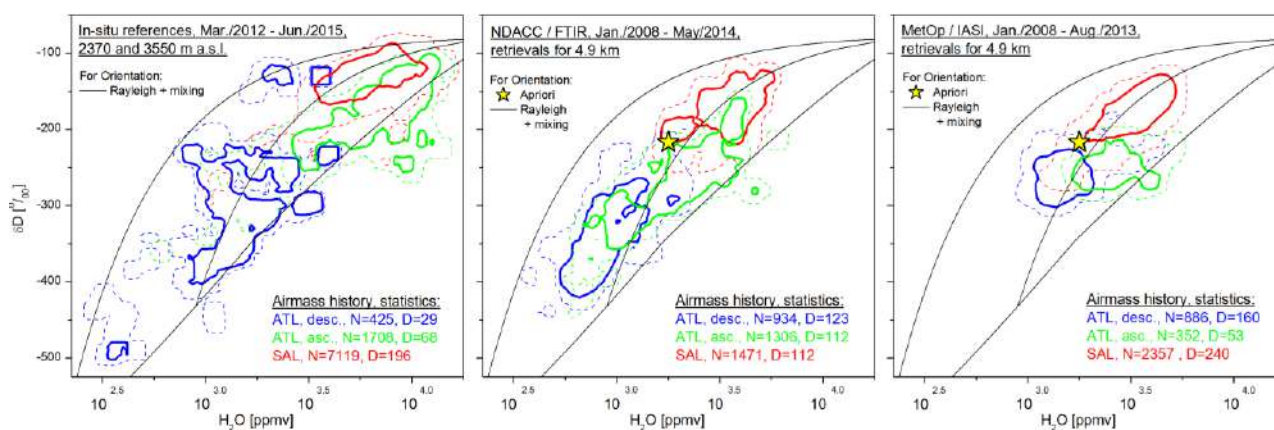 In-situ references, Mar./2012 - Jun./2015,
2370 and 3550 m a.s.l.
For Orientation:
Rayleigh + mixing
Airmass history, statistics:
ATL, desc., N=425, D=29
ATL, asc., N=1708, D=68
SAL, N=7119, D=196
NDACC / FTIR, Jan./2008 - May/2014,
retrievals for 4.9 km
For Orientation:
Apriori
Rayleigh
+ mixing
Airmass history, statistics:
ATL, desc., N=934, D=123
ATL, asc., N=1306, D=112
SAL, N=1471, D=112
MetOp / IASI, Jan./2008 - Aug./2013,
retrievals for 4.9 km
For Orientation:
Apriori
Rayleigh
+ mixing
Airmass history, statistics:
ATL, desc., N=886, D=160
ATL, asc., N=352, D=53
SAL, N=2357, D=240
δD [‰]
-100
-200
-300
-400
-500
10^2.5 10^3.0 10^3.5 10^4.0
H₂O [ppmv]
10^2.5 10^3.0 10^3.5 10^4.0
H₂O [ppmv]
10^3.0 10^3.5 10^4.0
H₂O [ppmv]